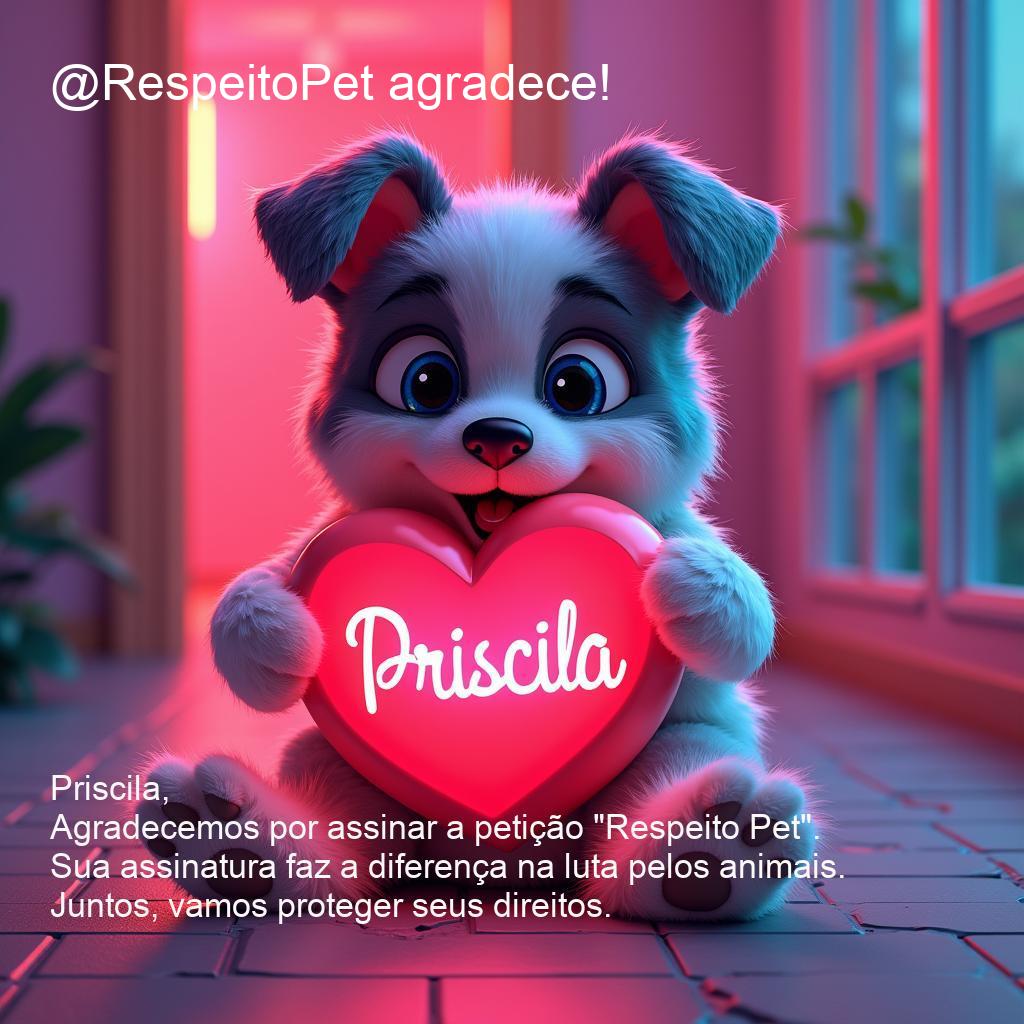 @RespeitoPet agradece!
Priscila
Priscila,
Agradecemos por assinar a petição "Respeito Pet".
Sua assinatura faz a diferença na luta pelos animais.
Juntos, vamos proteger seus direitos.